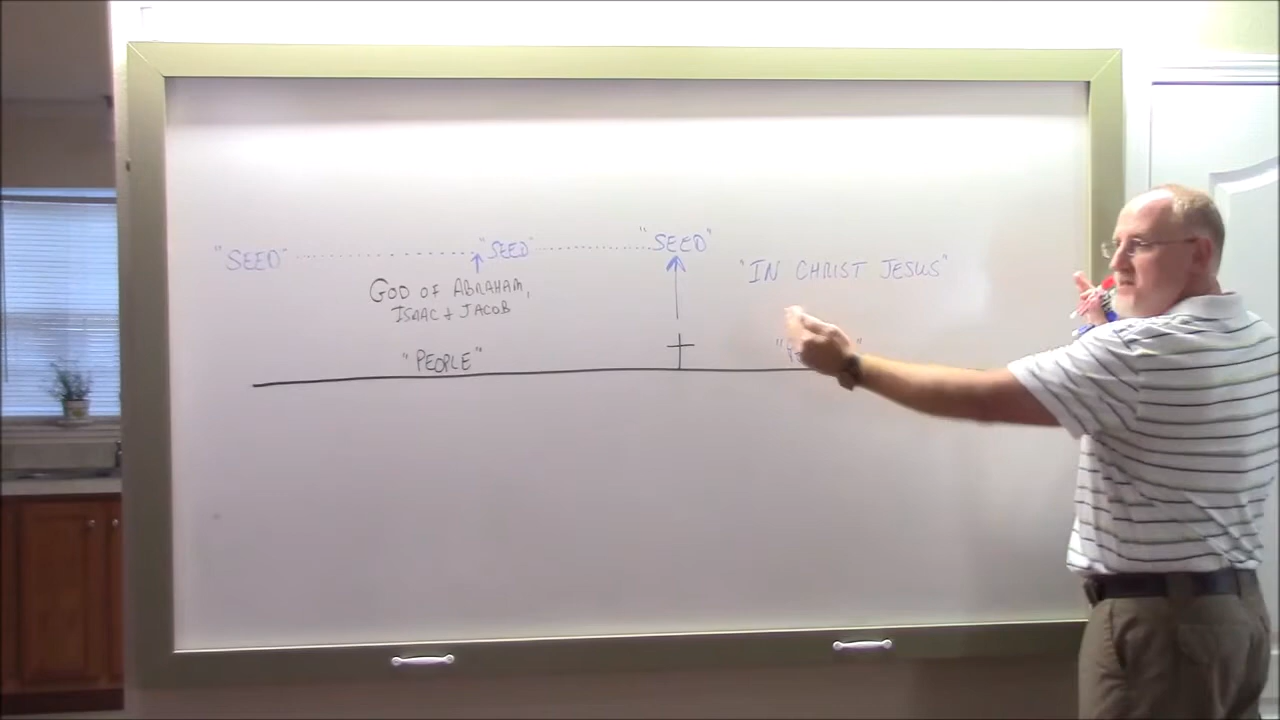 "SEED" .................... "SEED" ............... "SEED"
"IN CHRIST JESUS"
GOD OF ABRAHAM,
ISAAC + JACOB
"PEOPLE"